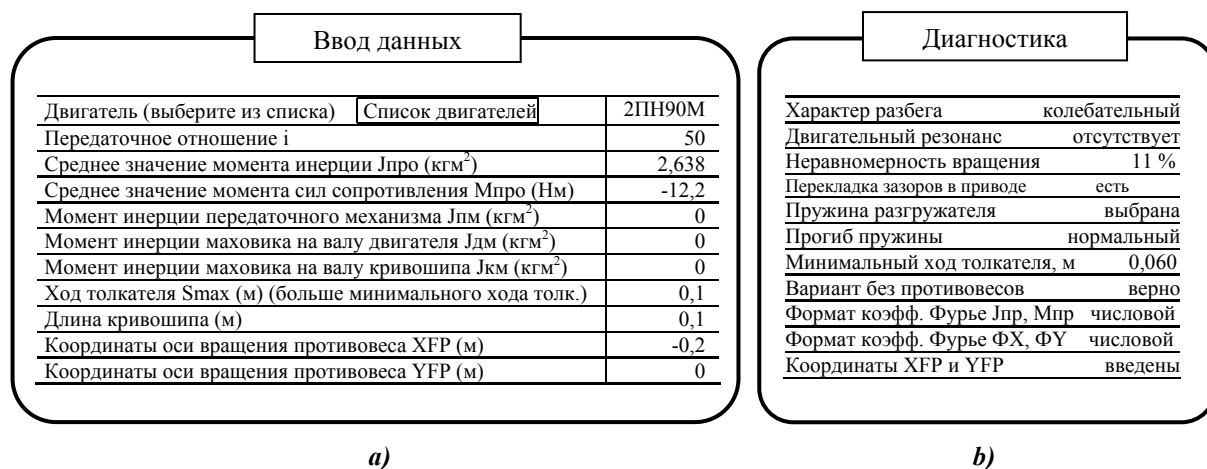 Ввод данных
Двигатель (выберите из списка) Список двигателей 2ПН90М
Передаточное отношение i 50
Среднее значение момента инерции Jпро (кгм²) 2,638
Среднее значение момента сил сопротивления Мпро (Нм) -12,2
Момент инерции передаточного механизма Jпм (кгм²) 0
Момент инерции маховика на валу двигателя Jдм (кгм²) 0
Момент инерции маховика на валу кривошипа Jкм (кгм²) 0
Ход толкателя Smax (м) (больше минимального хода толк.) 0,1
Длина кривошипа (м) 0,1
Координаты оси вращения противовеса XFP (м) -0,2
Координаты оси вращения противовеса YFP (м) 0
а)
Диагностика
Характер разбега колебательный
Двигательный резонанс отсутствует
Неравномерность вращения 11 %
Перекладка зазоров в приводе есть
Пружина разгружателя выбрана
Прогиб пружины нормальный
Минимальный ход толкателя, м 0,060
Вариант без противовесов верно
Формат коэфф. Фурье Jпр, Мпр числовой
Формат коэфф. Фурье ФX, ФY числовой
Координаты XFP и YFP введены
b)